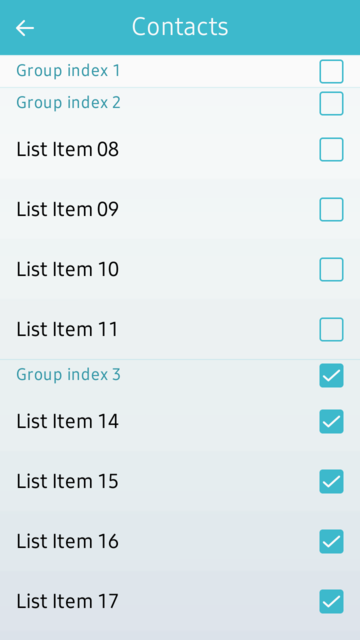 Contacts
Group index 1
Group index 2
List Item 08
List Item 09
List Item 10
List Item 11
Group index 3
List Item 14
List Item 15
List Item 16
List Item 17